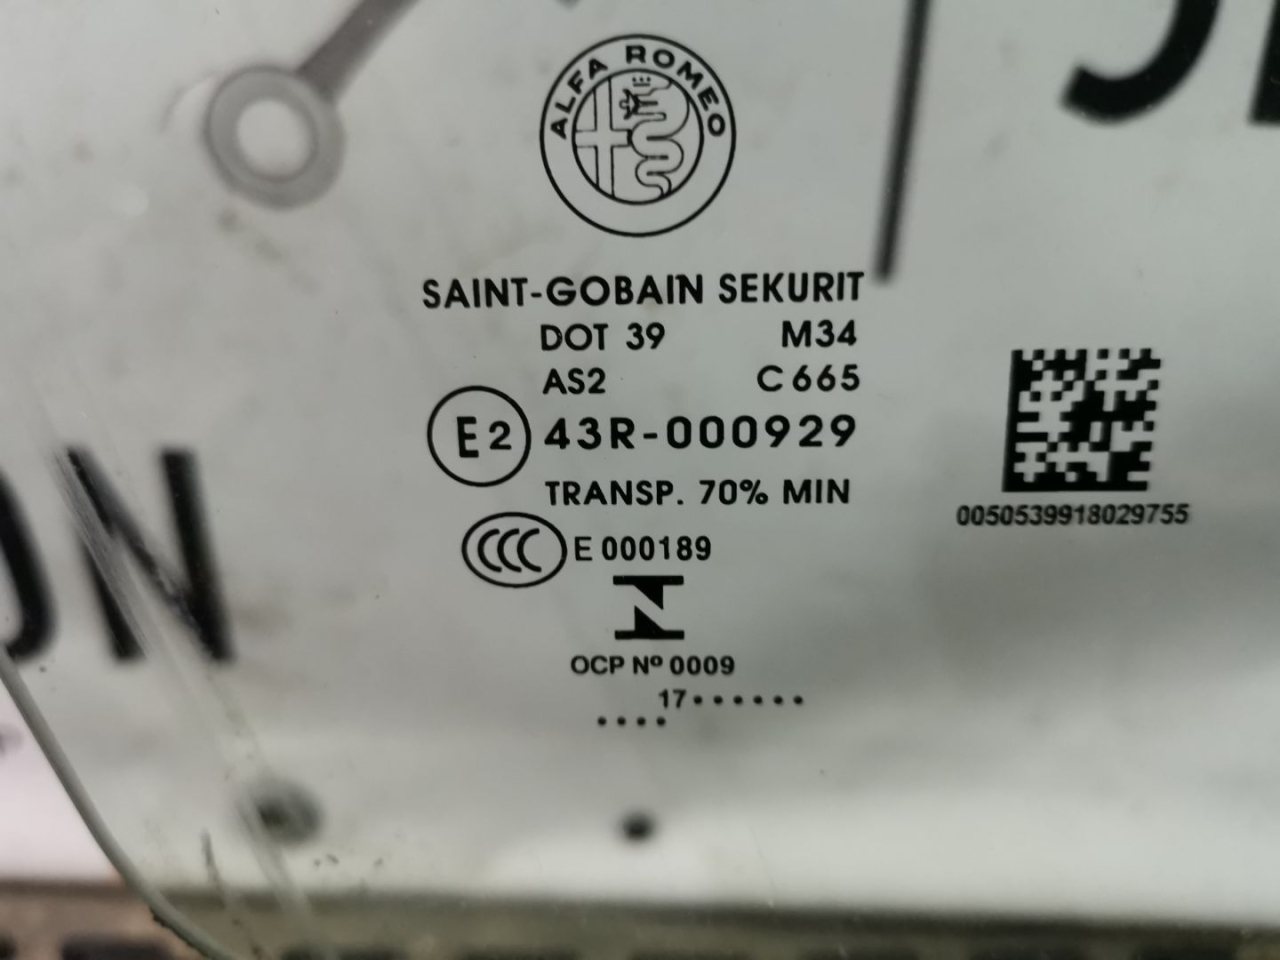 ALFA ROMEO
SAINT-GOBAIN SEKURIT
DOT 39 M34
AS2 C 665
E2 43R-000929
TRANSP. 70% MIN
CCC E 000189
OCP Nº 0009
17••••••
••••
0050539918029755